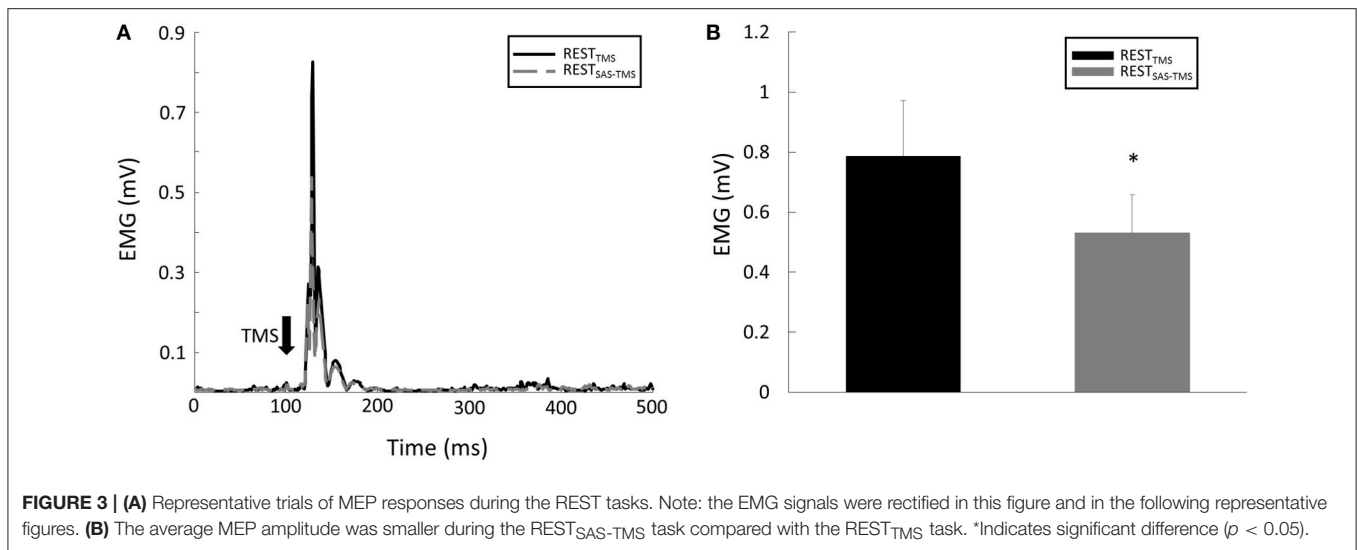 A
0.9
0.7
0.5
0.3
0.1
EMG (mV)
REST_TMS
REST_SAS-TMS
TMS
0 100 200 300 400 500
Time (ms)
B
1.2
1
0.8
0.6
0.4
0.2
0
EMG (mV)
REST_TMS
REST_SAS-TMS
*
FIGURE 3 | (A) Representative trials of MEP responses during the REST tasks. Note: the EMG signals were rectified in this figure and in the following representative
figures. (B) The average MEP amplitude was smaller during the REST_SAS-TMS task compared with the REST_TMS task. *Indicates significant difference (p < 0.05).